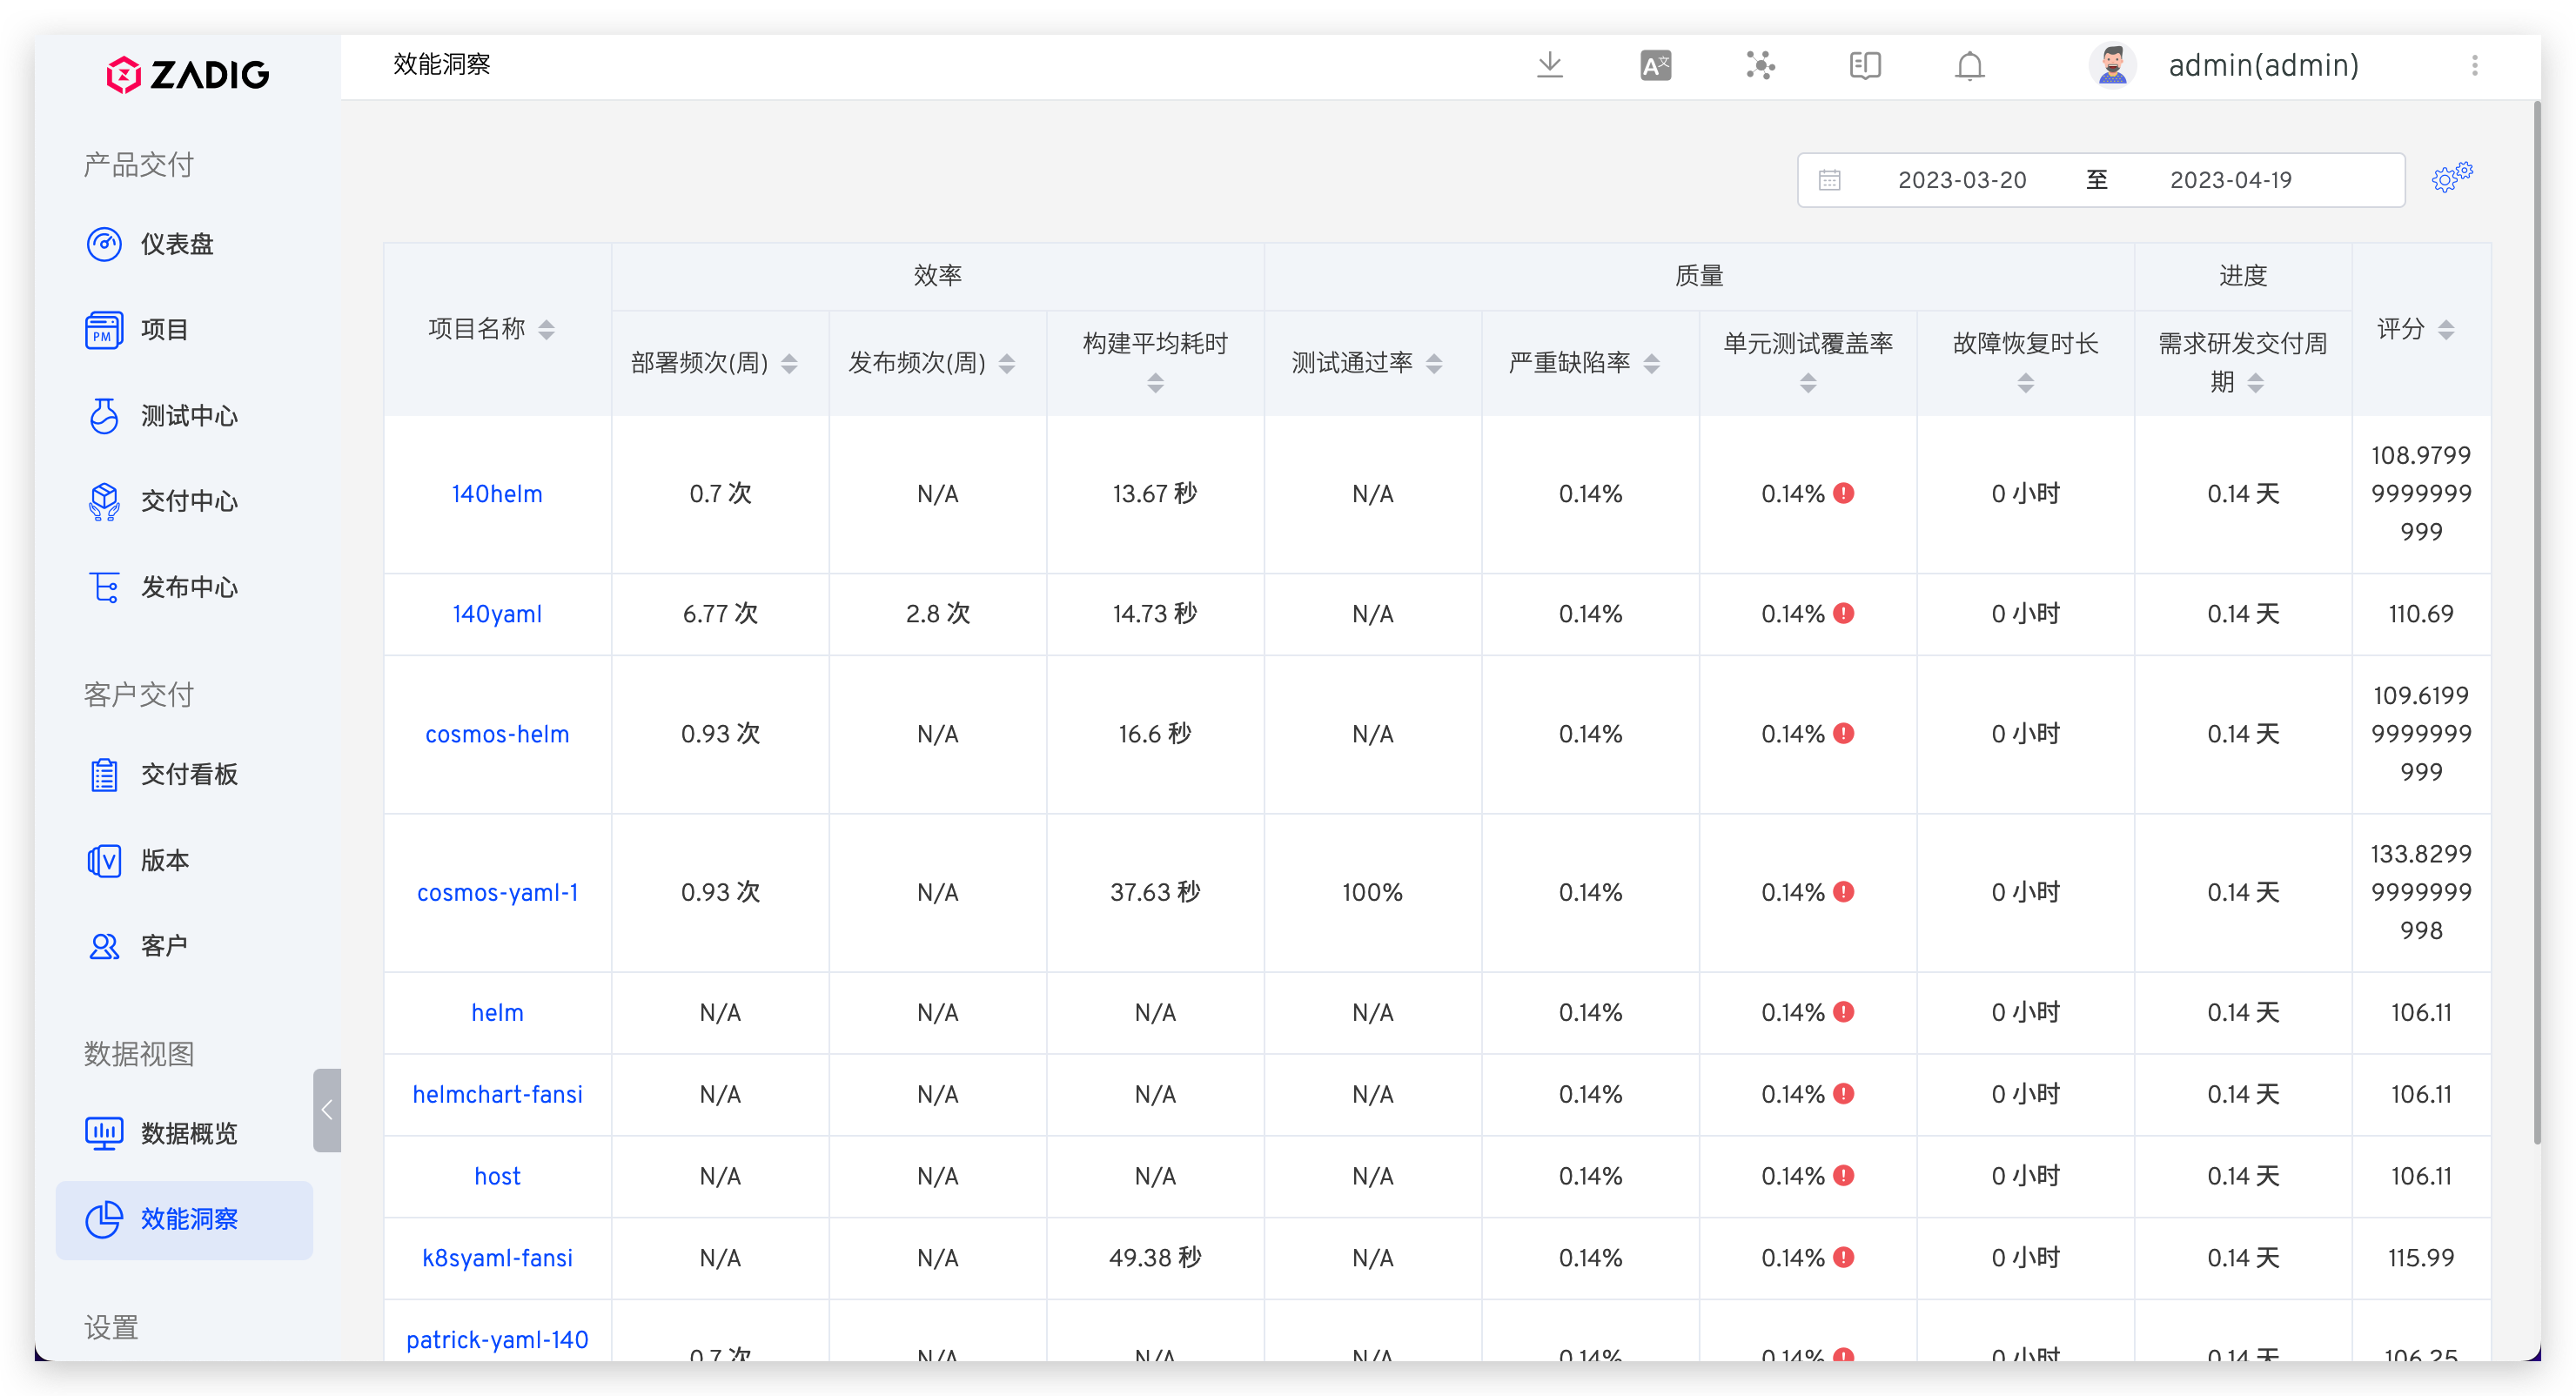 ZADIG
效能洞察
admin(admin)
产品交付
仪表盘
PM
项目
测试中心
交付中心
发布中心
客户交付
交付看板
版本
客户
数据视图
数据概览
效能洞察
设置
2023-03-20 至 2023-04-19
项目名称 效率 质量 进度 评分
部署频次(周) 发布频次(周) 构建平均耗时 测试通过率 严重缺陷率 单元测试覆盖率 故障恢复时长 需求研发交付周
期
140helm 0.7 次 N/A 13.67 秒 N/A 0.14% 0.14% 0 小时 0.14 天 108.9799
9999999
999
140yaml 6.77 次 2.8 次 14.73 秒 N/A 0.14% 0.14% 0 小时 0.14 天 110.69
cosmos-helm 0.93 次 N/A 16.6 秒 N/A 0.14% 0.14% 0 小时 0.14 天 109.6199
9999999
999
cosmos-yaml-1 0.93 次 N/A 37.63 秒 100% 0.14% 0.14% 0 小时 0.14 天 133.8299
9999999
998
helm N/A N/A N/A N/A 0.14% 0.14% 0 小时 0.14 天 106.11
helmchart-fansi N/A N/A N/A N/A 0.14% 0.14% 0 小时 0.14 天 106.11
host N/A N/A N/A N/A 0.14% 0.14% 0 小时 0.14 天 106.11
k8syaml-fansi N/A N/A 49.38 秒 N/A 0.14% 0.14% 0 小时 0.14 天 115.99
patrick-yaml-140
0.7 次 N/A N/A N/A 0.14% 0.14% 0 小时 0.14 天 106.25